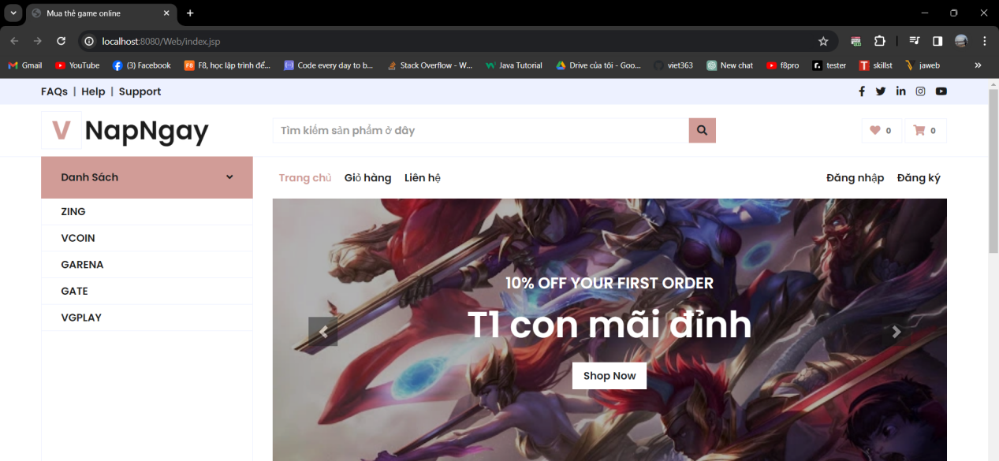 Mua thẻ game online
localhost:8080/Web/index.jsp
Gmail YouTube (3) Facebook F8, học lập trình để... Code every day to b... Stack Overflow - W... Java Tutorial Drive của tôi - Goo... viet363 New chat f8pro tester skillst jaweb
FAQs | Help | Support
V NapNgay
Tìm kiếm sản phẩm ở đây
0 0
Danh Sách
Trang chủ Giỏ hàng Liên hệ Đăng nhập Đăng ký
ZING
VCOIN
GARENA
GATE
VGPLAY
10% OFF YOUR FIRST ORDER
T1 con mãi đỉnh
Shop Now